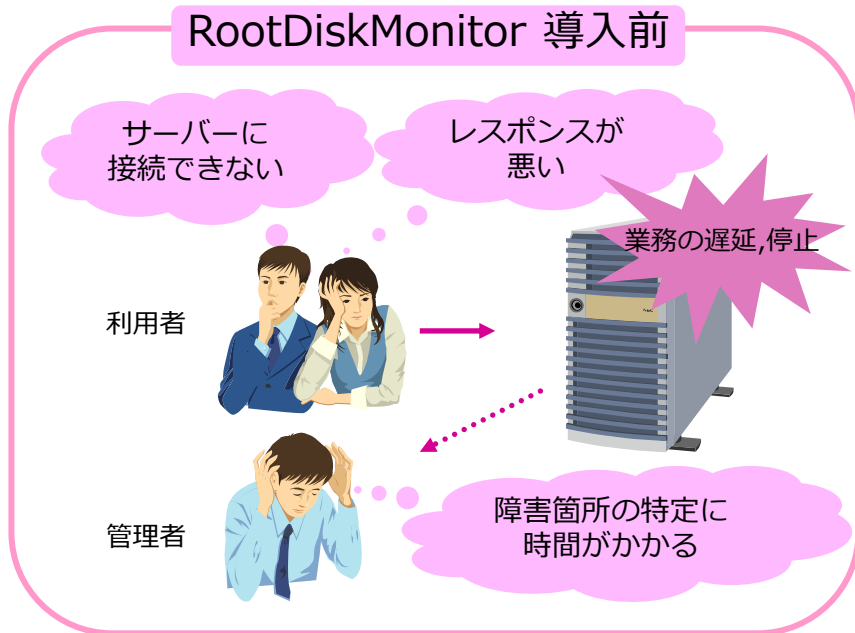 RootDiskMonitor 導入前
サーバーに
接続できない
レスポンスが
悪い
業務の遅延,停止
利用者
管理者
障害箇所の特定に
時間がかかる